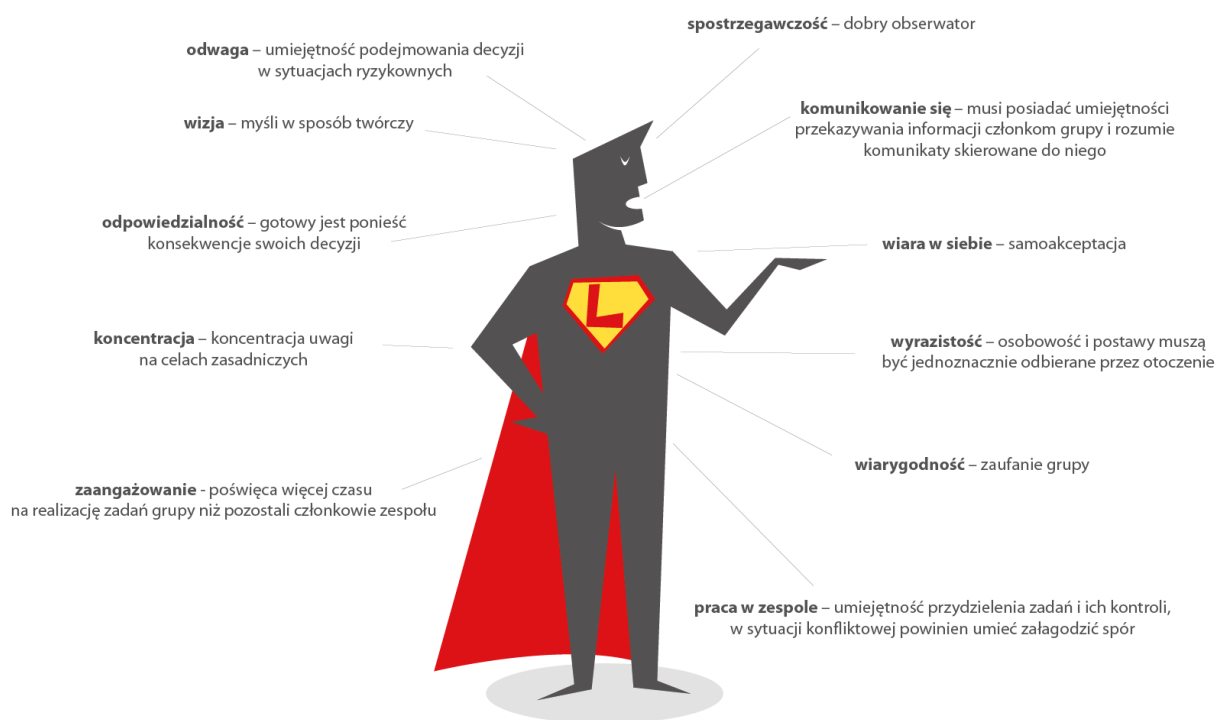 spostrzegawczość – dobry obserwator
odwaga – umiejętność podejmowania decyzji
w sytuacjach ryzykownych
wizja – myśli w sposób twórczy
komunikowanie się – musi posiadać umiejętności
przekazywania informacji członkom grupy i rozumie
komunikaty skierowane do niego
odpowiedzialność – gotowy jest ponieść
konsekwencje swoich decyzji
wiara w siebie – samoakceptacja
L
koncentracja – koncentracja uwagi
na celach zasadniczych
wyrazistość – osobowość i postawy muszą
być jednoznacznie odbierane przez otoczenie
wiarygodność – zaufanie grupy
zaangażowanie - poświęca więcej czasu
na realizację zadań grupy niż pozostali członkowie zespołu
praca w zespole – umiejętność przydzielenia zadań i ich kontroli,
w sytuacji konfliktowej powinien umieć załagodzić spór